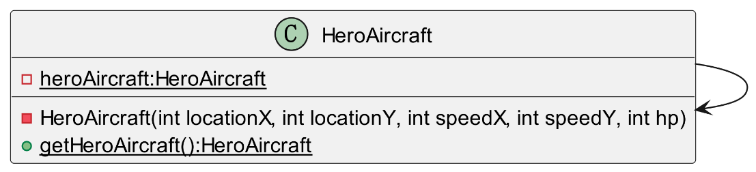 C HeroAircraft
heroAircraft:HeroAircraft
HeroAircraft(int locationX, int locationY, int speedX, int speedY, int hp)
getHeroAircraft():HeroAircraft